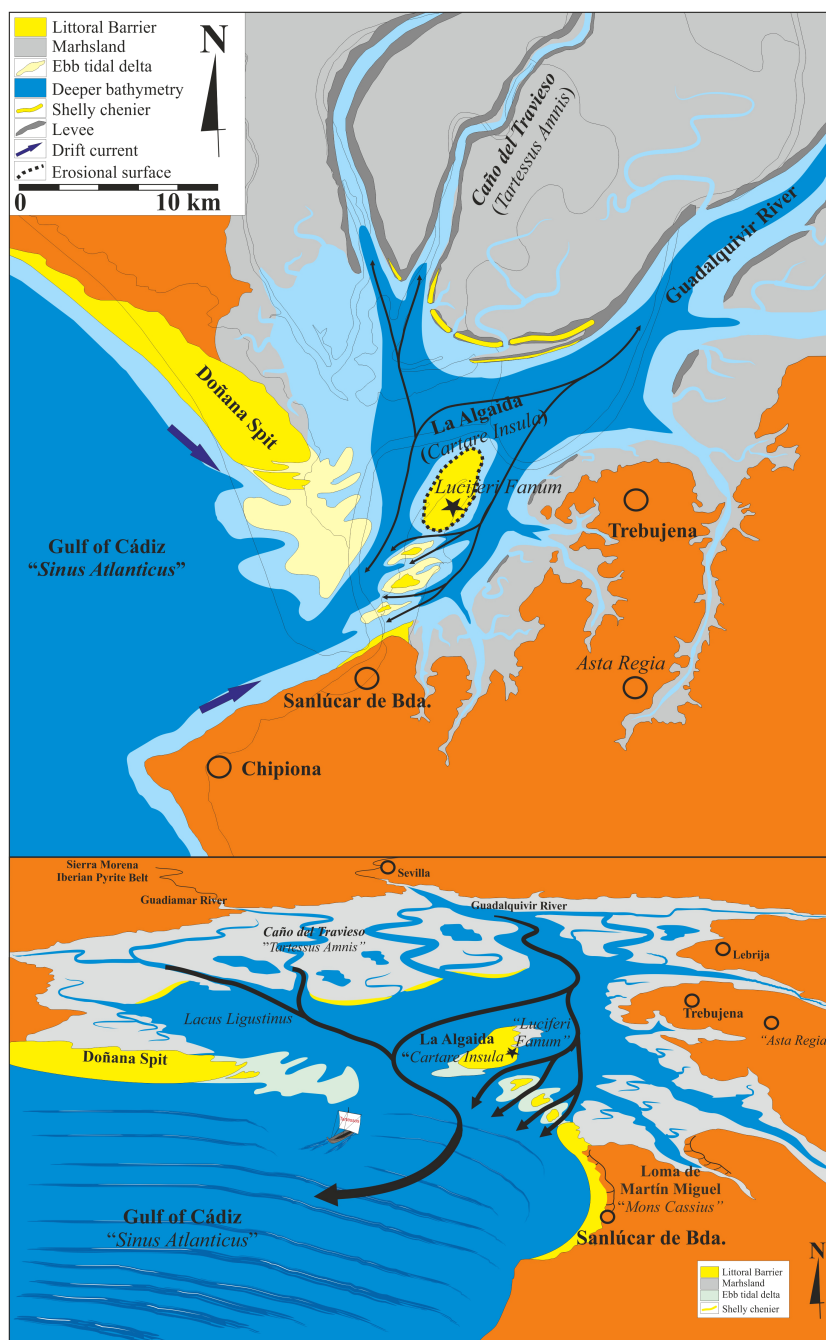 Littoral Barrier
Marhsland
Ebb tidal delta
Deeper bathymetry
Shelly chenier
Levee
Drift current
Erosional surface
0 10 km
N
Caño del Travieso
(Tartessus Amnis)
Guadalquivir River
Doñana Spit
La Algaida
(Cartare Insula)
Luciferi Fanum
Trebujena
Gulf of Cádiz
“Sinus Atlanticus”
Asta Regia
Sanlúcar de Bda.
Chipiona
Sierra Morena
Iberian Pyrite Belt
Sevilla
Guadiamar River
Guadalquivir River
Caño del Travieso
”Tartessus Amnis”
Lebrija
Lacus Ligustinus
Trebujena
“Luciferi
Fanum”
La Algaida
“Cartare Insula”
“Asta Regia”
Doñana Spit
Loma de
Martín Miguel
“Mons Cassius”
Gulf of Cádiz
“Sinus Atlanticus”
Sanlúcar de Bda.
N
Littoral Barrier
Marhsland
Ebb tidal delta
Shelly chenier